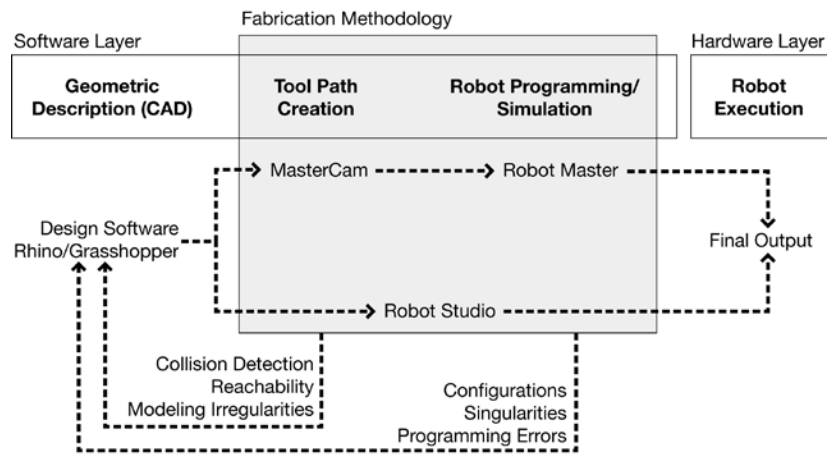 Fabrication Methodology
Software Layer
Hardware Layer
Geometric
Description (CAD)
Tool Path
Creation
Robot Programming/
Simulation
Robot
Execution
MasterCam
Robot Master
Design Software
Rhino/Grasshopper
Final Output
Robot Studio
Collision Detection
Reachability
Modeling Irregularities
Configurations
Singularities
Programming Errors